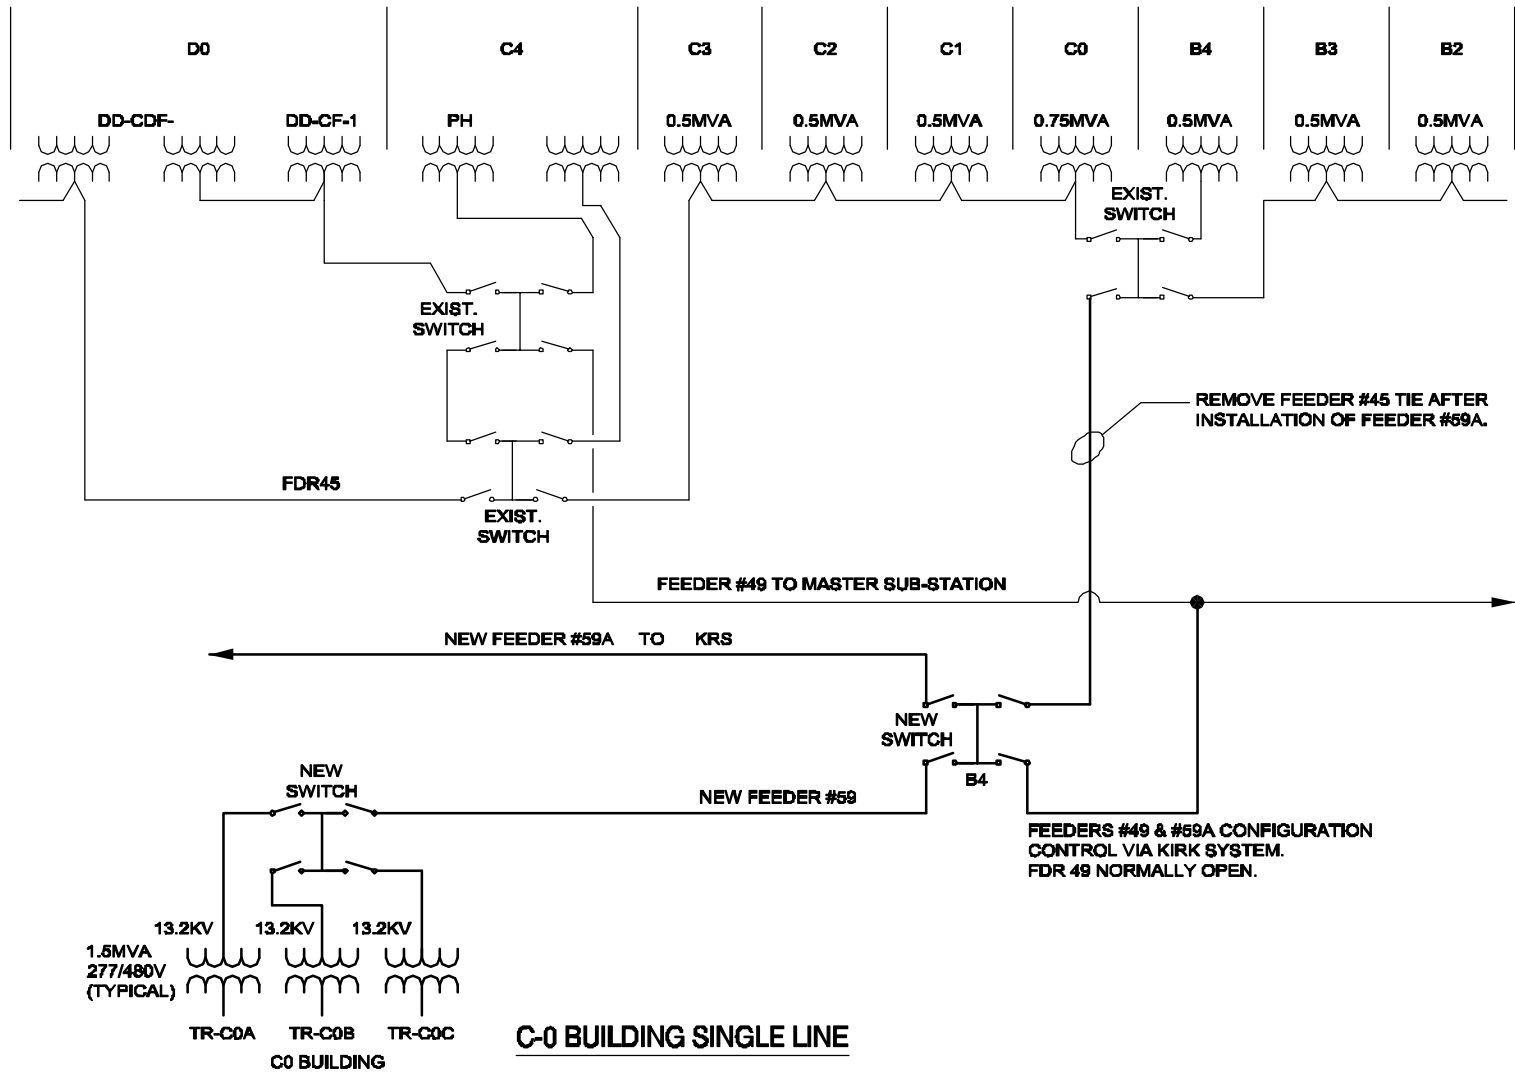 D0
C4
C3
C2
C1
C0
B4
B3
B2
DD-CDF-
DD-CF-1
PH
0.5MVA
0.5MVA
0.5MVA
0.75MVA
0.5MVA
0.5MVA
0.5MVA
EXIST.
SWITCH
EXIST.
SWITCH
REMOVE FEEDER #45 TIE AFTER
INSTALLATION OF FEEDER #59A.
FDR45
EXIST.
SWITCH
FEEDER #49 TO MASTER SUB-STATION
NEW FEEDER #59A TO KRS
NEW
SWITCH
B4
NEW
SWITCH
NEW FEEDER #59
FEEDERS #49 & #59A CONFIGURATION
CONTROL VIA KIRK SYSTEM.
FDR 49 NORMALLY OPEN.
13.2KV
13.2KV
13.2KV
1.5MVA
277/480V
(TYPICAL)
TR-C0A
TR-C0B
TR-C0C
C0 BUILDING
C-0 BUILDING SINGLE LINE